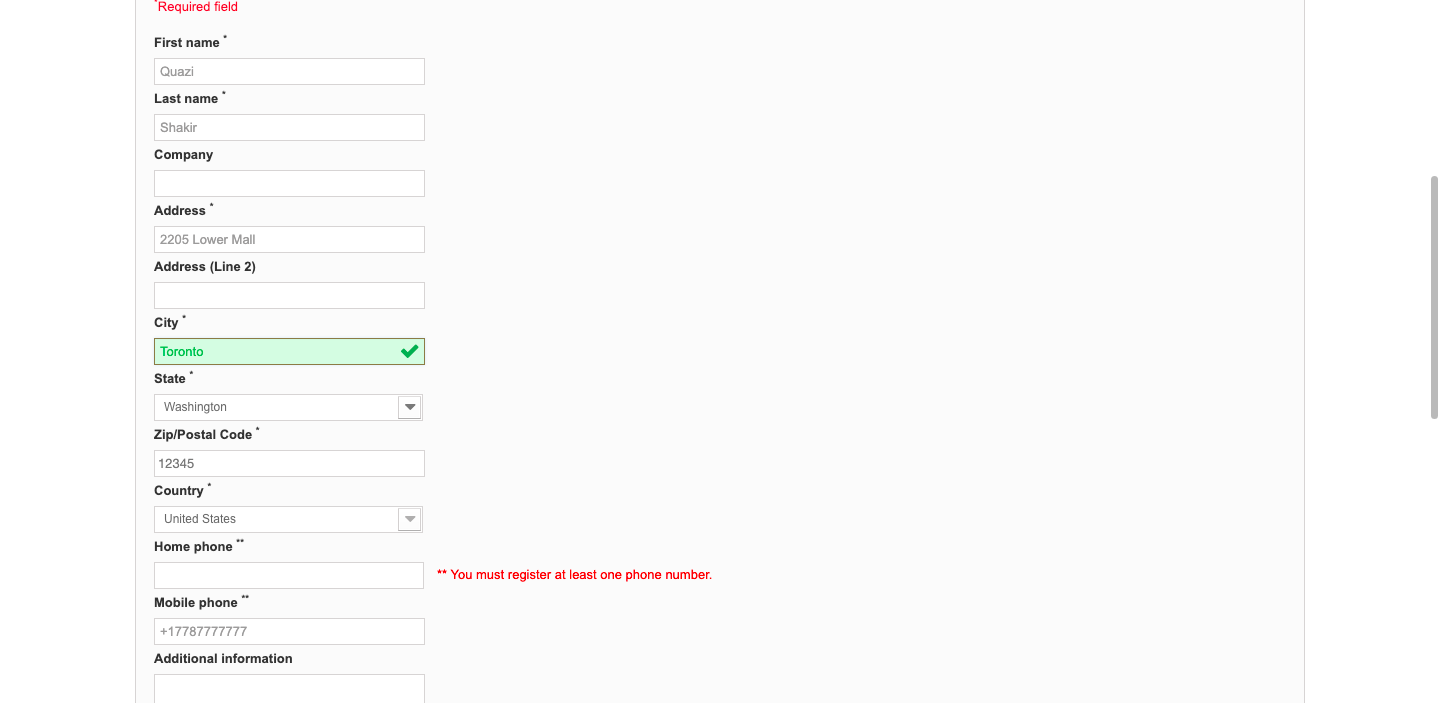 *Required field
First name *
Quazi
Last name *
Shakir
Company
Address *
2205 Lower Mall
Address (Line 2)
City *
Toronto
State *
Washington
Zip/Postal Code *
12345
Country *
United States
Home phone **
** You must register at least one phone number.
Mobile phone **
+17787777777
Additional information